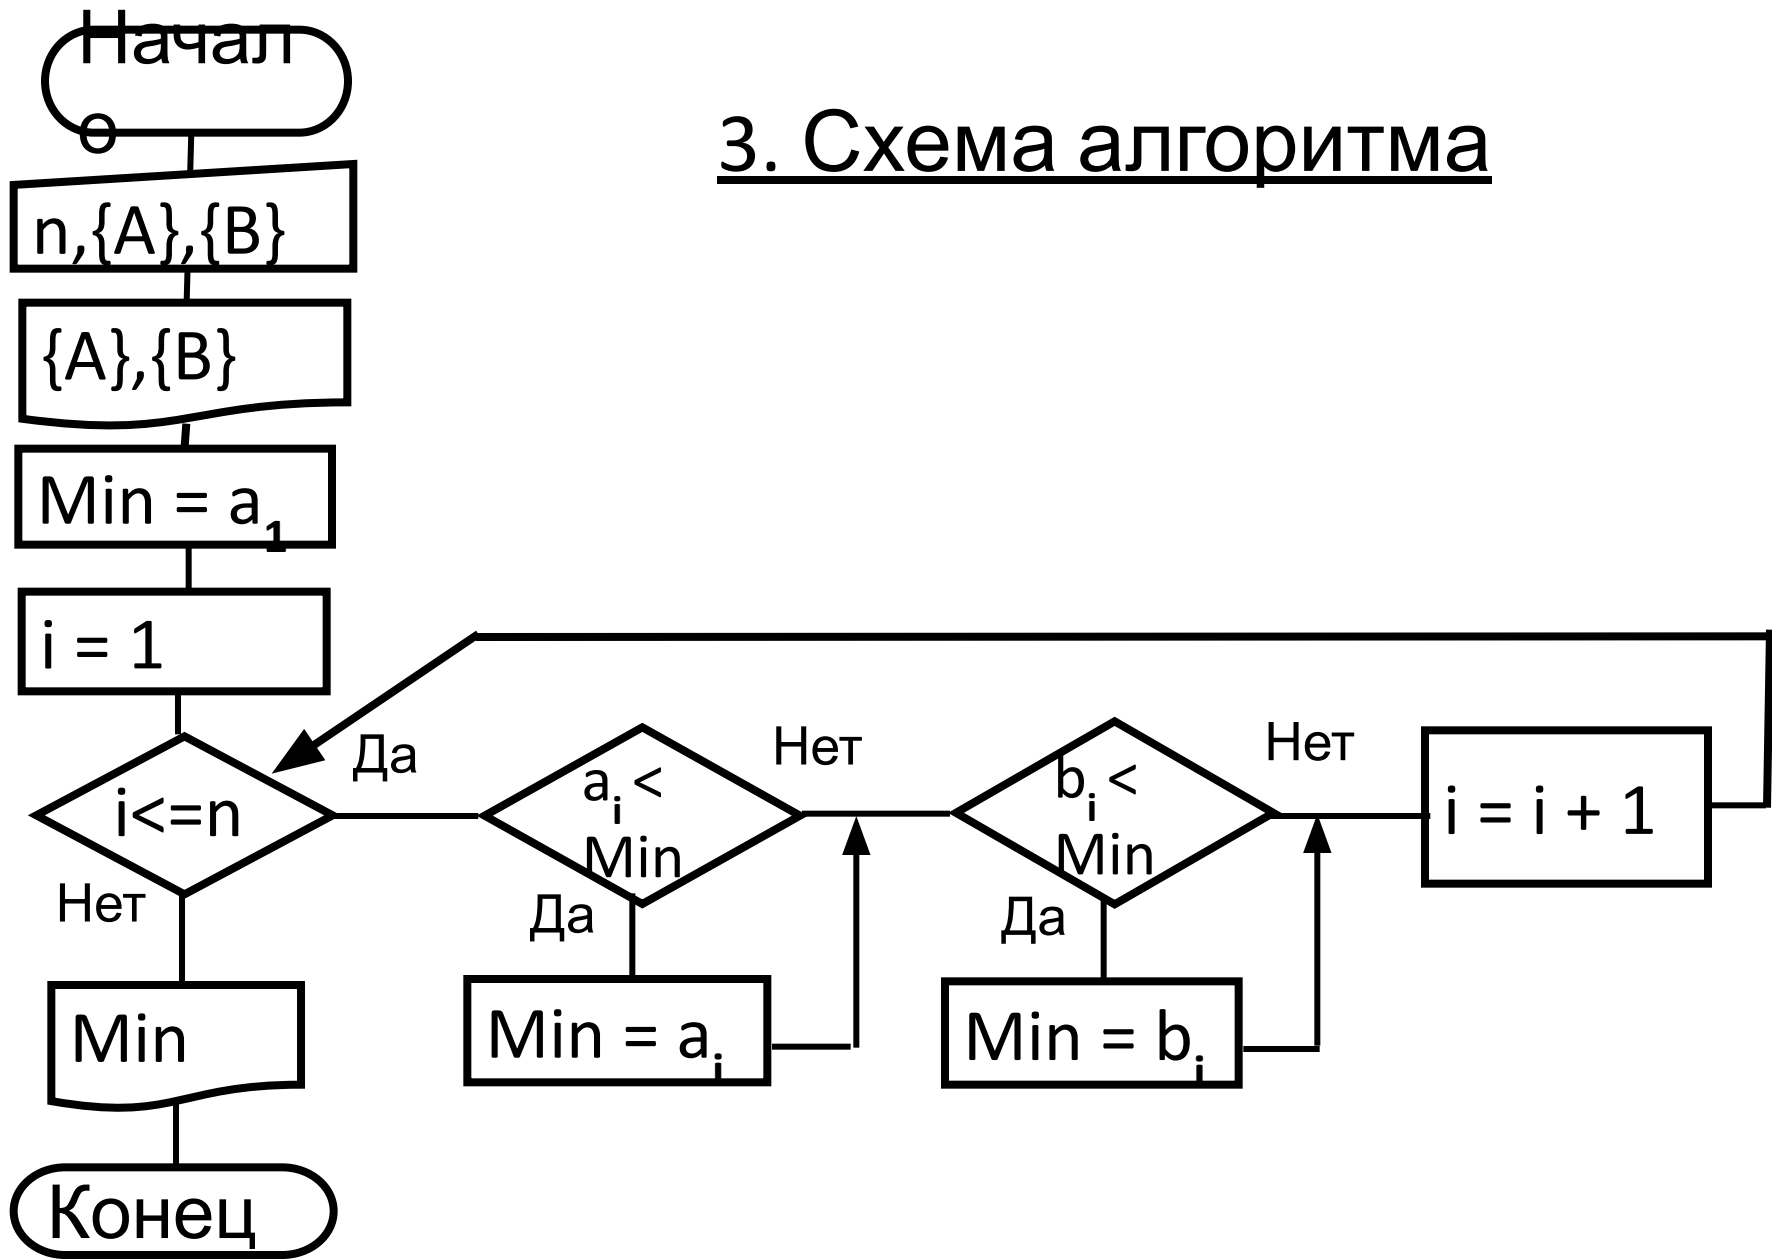 Начал
о
3. Схема алгоритма
n,{A},{B}
{A},{B}
Min = a1
i = 1
Да
Нет
Нет
i<=n
ai <
Min
bi <
Min
i = i + 1
Нет
Да
Да
Min
Min = ai
Min = bi
Конец